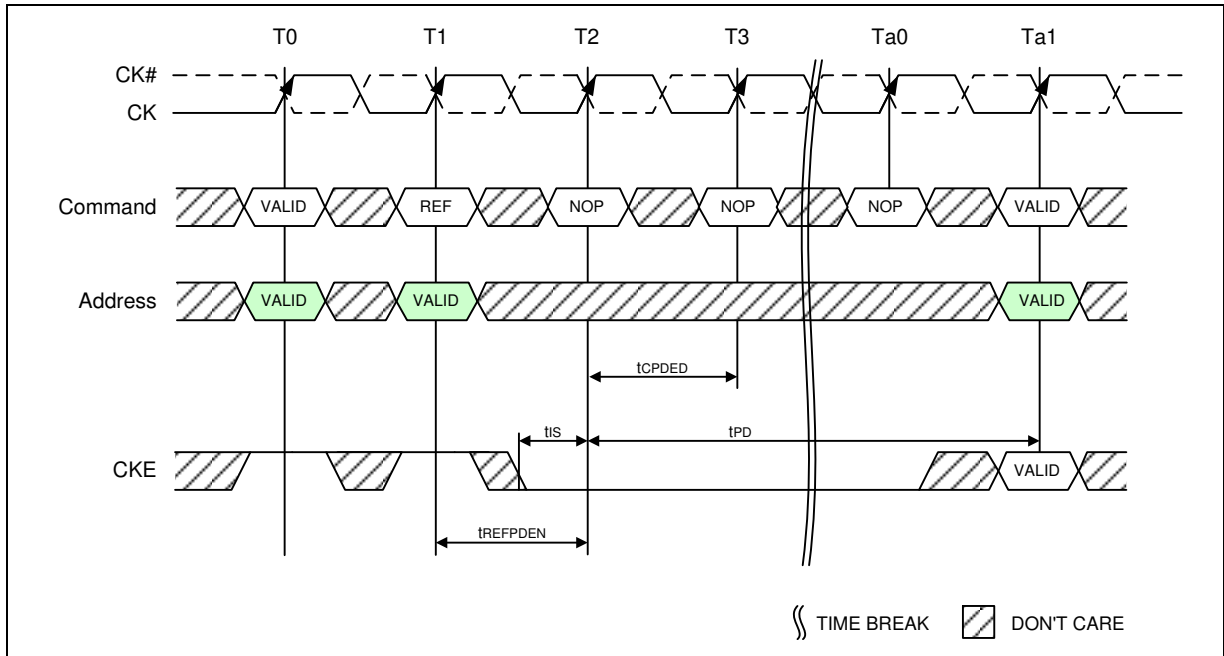 T0 T1 T2 T3 Ta0 Ta1
CK#
CK
Command VALID REF NOP NOP NOP VALID
Address VALID VALID VALID
tCPDED
tIS tPD
CKE VALID
tREFPDEN
TIME BREAK DON'T CARE